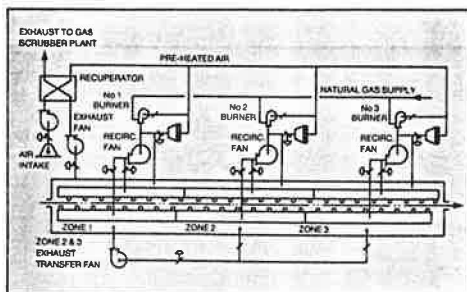 EXHAUST TO GAS
SCRUBBER PLANT
PRE-HEATED AIR
RECUPERATOR
EXHAUST
FAN
AIR
INTAKE
No 1
BURNER
RECIRC.
FAN
No 2
BURNER
RECIRC.
FAN
NATURAL GAS SUPPLY
No 3
BURNER
RECIRC.
FAN
ZONE 1
ZONE 2
ZONE 3
ZONE 2 & 3
EXHAUST
TRANSFER FAN